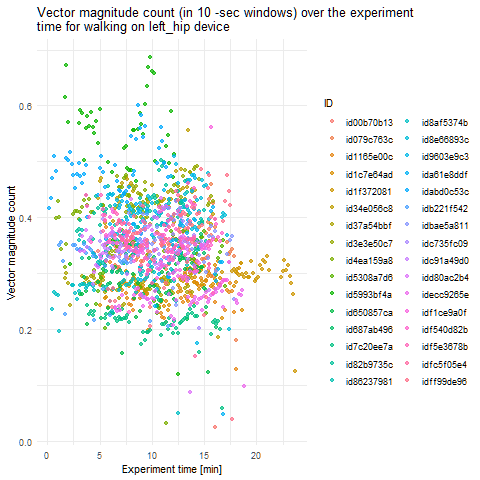 Vector magnitude count (in 10 -sec windows) over the experiment
time for walking on left_hip device
Vector magnitude count
0.6
0.4
0.2
0.0
0
5
10
15
20
Experiment time [min]
ID
id00b70b13
id079c763c
id1165e00c
id1c7e64ad
id1f372081
id34e056c8
id37a54bbf
id3e3e50c7
id4ea159a8
id5308a7d6
id5993bf4a
id650857ca
id687ab496
id7c20ee7a
id82b9735c
id86237981
id8af5374b
id8e66893c
id9603e9c3
ida61e8ddf
idabd0c53c
idb221f542
idbae5a811
idc735fc09
idc91a49d0
idd80ac2b4
idecc9265e
idf1ce9a0f
idf540d82b
idf5e3678b
idfc5f05e4
idff99de96